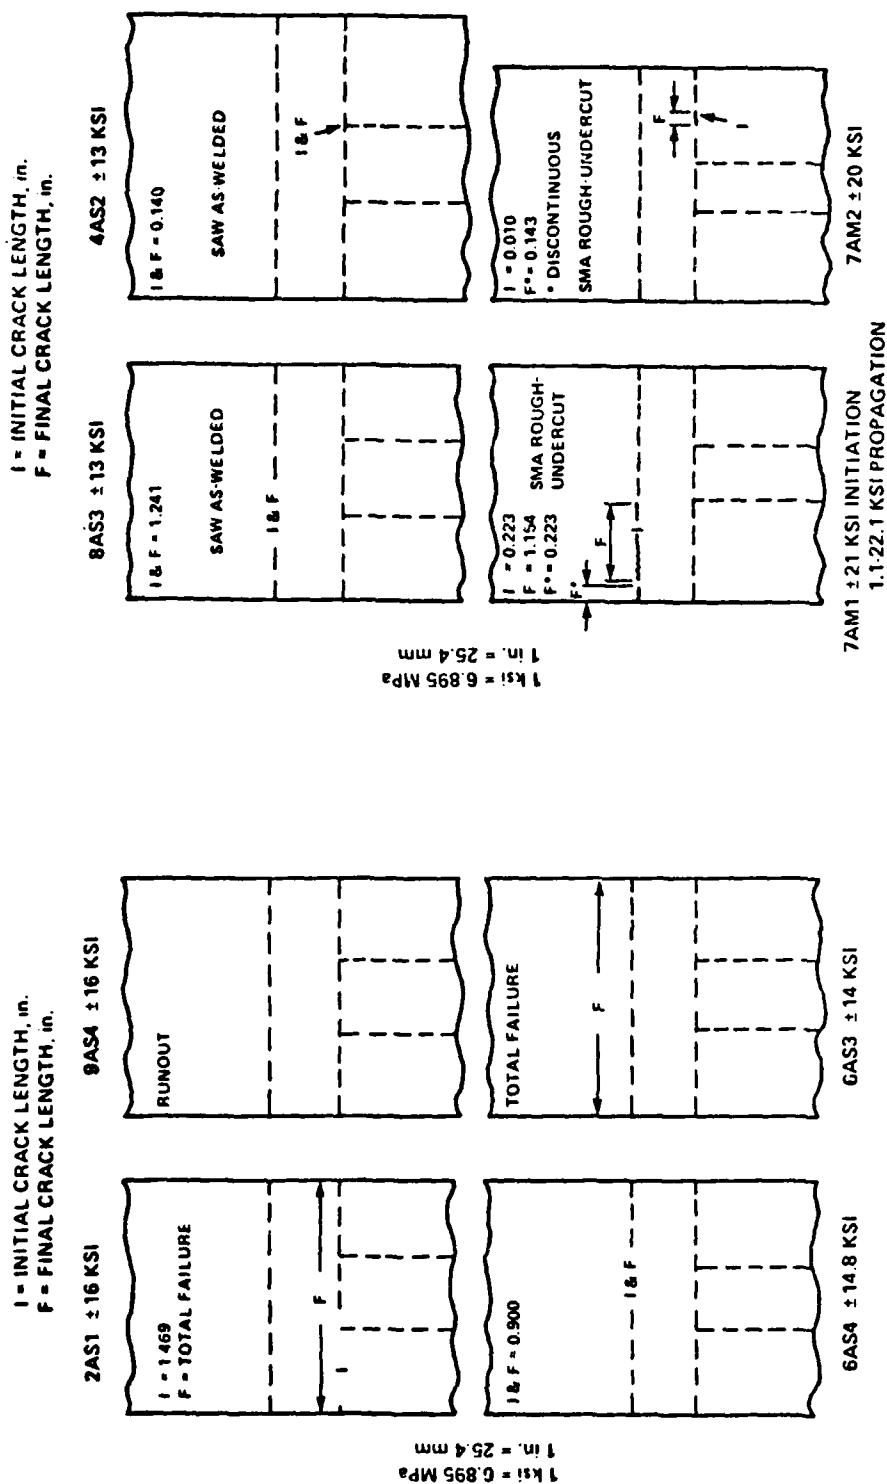 I = INITIAL CRACK LENGTH, in.
F = FINAL CRACK LENGTH, in.
2AS1 ±16 KSI
I = 1 469
F = TOTAL FAILURE
F
I
9AS4 ±16 KSI
RUNOUT
I & F = 0.900
I & F
6AS4 ±14.8 KSI
TOTAL FAILURE
F
6AS3 ±14 KSI
1 ksi = 6.895 MPa
1 in. = 25.4 mm
I = INITIAL CRACK LENGTH, in.
F = FINAL CRACK LENGTH, in.
8AS3 ±13 KSI
I & F = 1.241
SAW AS-WELDED
I & F
4AS2 ±13 KSI
I & F = 0.140
SAW AS-WELDED
I & F
I = 0.223
F = 1.154
F* = 0.223
SMA ROUGH-
UNDERCUT
F*
F
I
7AM1 ±21 KSI INITIATION
1.1-22.1 KSI PROPAGATION
I = 0.010
F* = 0.143
* DISCONTINUOUS
SMA ROUGH-UNDERCUT
F
I
7AM2 ±20 KSI
1 ksi = 6.895 MPa
1 in. = 25.4 mm